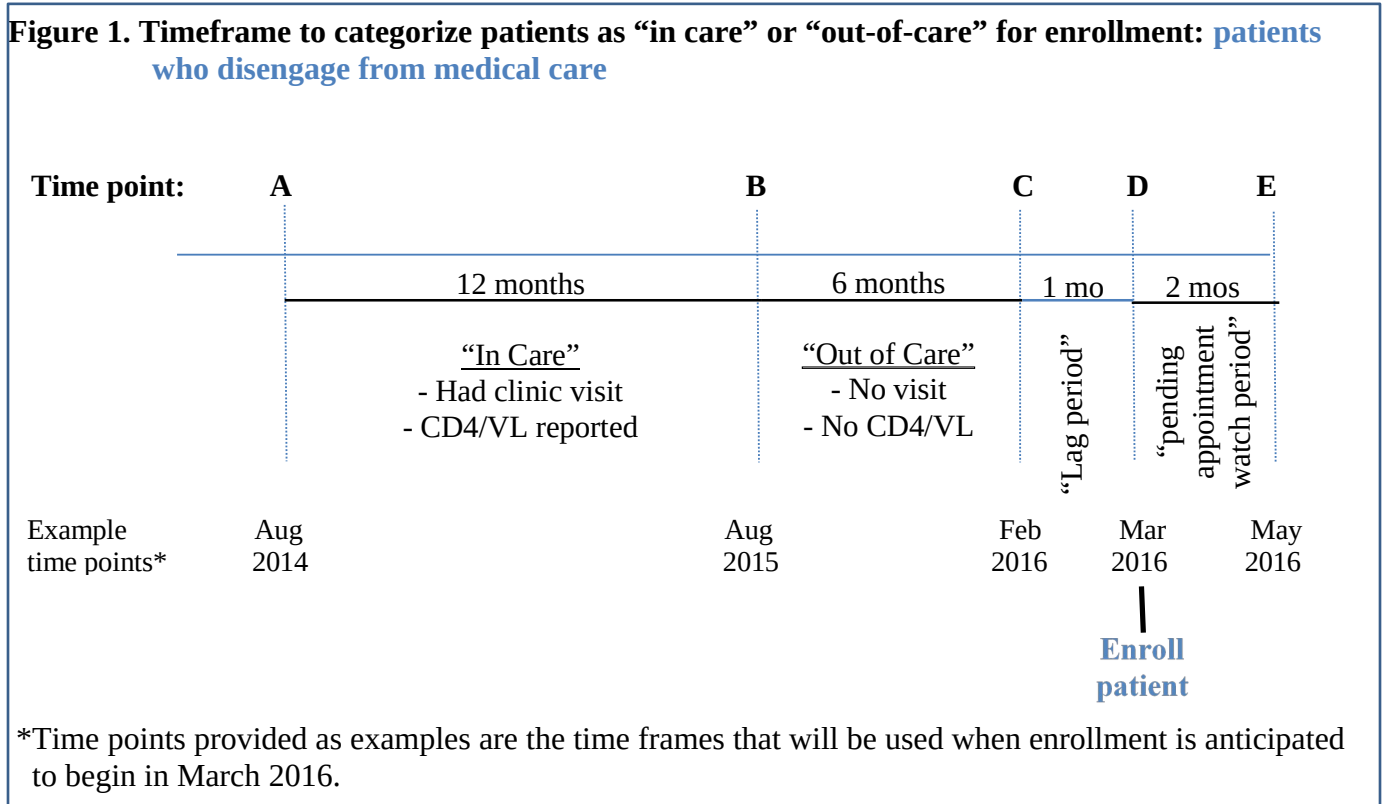 Figure 1. Timeframe to categorize patients as “in care” or “out-of-care” for enrollment: patients
who disengage from medical care
Time point: A B C D E
12 months 6 months 1 mo 2 mos
“In Care” “Out of Care”
- Had clinic visit - No visit
- CD4/VL reported - No CD4/VL
“Lag period”
“pending
appointment
watch period”
Example Aug Aug Feb Mar May
time points* 2014 2015 2016 2016 2016
Enroll
patient
*Time points provided as examples are the time frames that will be used when enrollment is anticipated
to begin in March 2016.